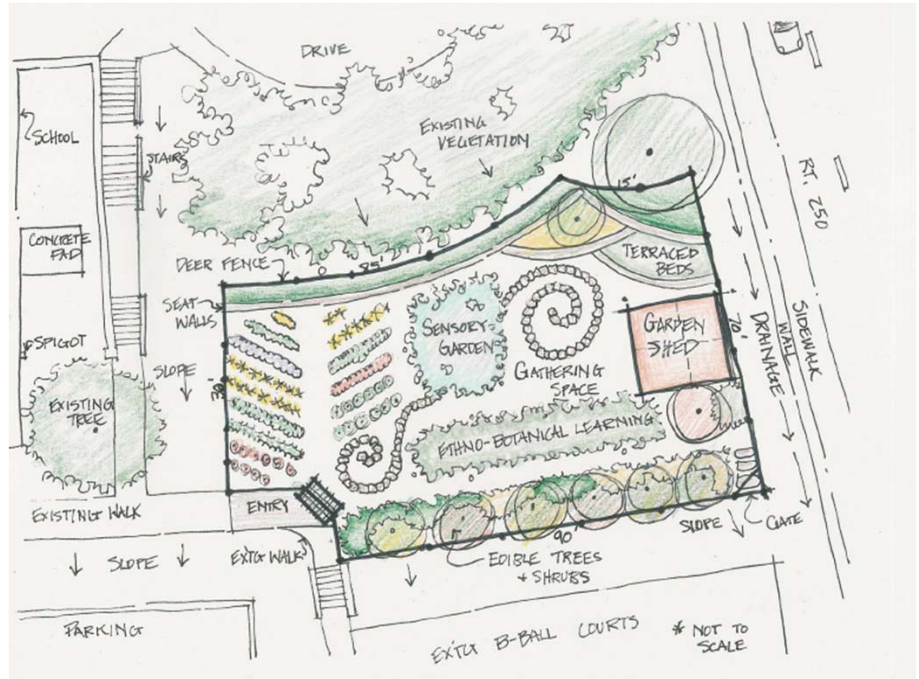 DRIVE
EXISTING
VEGETATION
SCHOOL
STAIRS
RT. 250
15'
CONCRETE
PAD
DEER FENCE
85'
TERRACED
BEDS
SEAT
WALLS
SENSORY
GARDEN
GARDEN
SHED
70'
DRAINAGE
WALL
SIDEWALK
SPIGOT
SLOPE
GATHERING
SPACE
EXISTING
TREE
ETHNO-BOTANICAL LEARNING
ENTRY
EXISTING WALK
SLOPE
EXT'G WALK
90'
SLOPE
GATE
EDIBLE TREES
+ SHRUBS
PARKING
EXT'G B-BALL COURTS
* NOT TO
SCALE